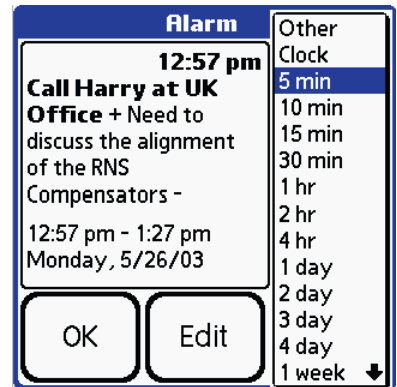 Alarm
12:57 pm
Call Harry at UK
Office + Need to
discuss the alignment
of the RNS
Compensators -
12:57 pm - 1:27 pm
Monday, 5/26/03
OK
Edit
Other
Clock
5 min
10 min
15 min
30 min
1 hr
2 hr
4 hr
1 day
2 day
3 day
4 day
1 week